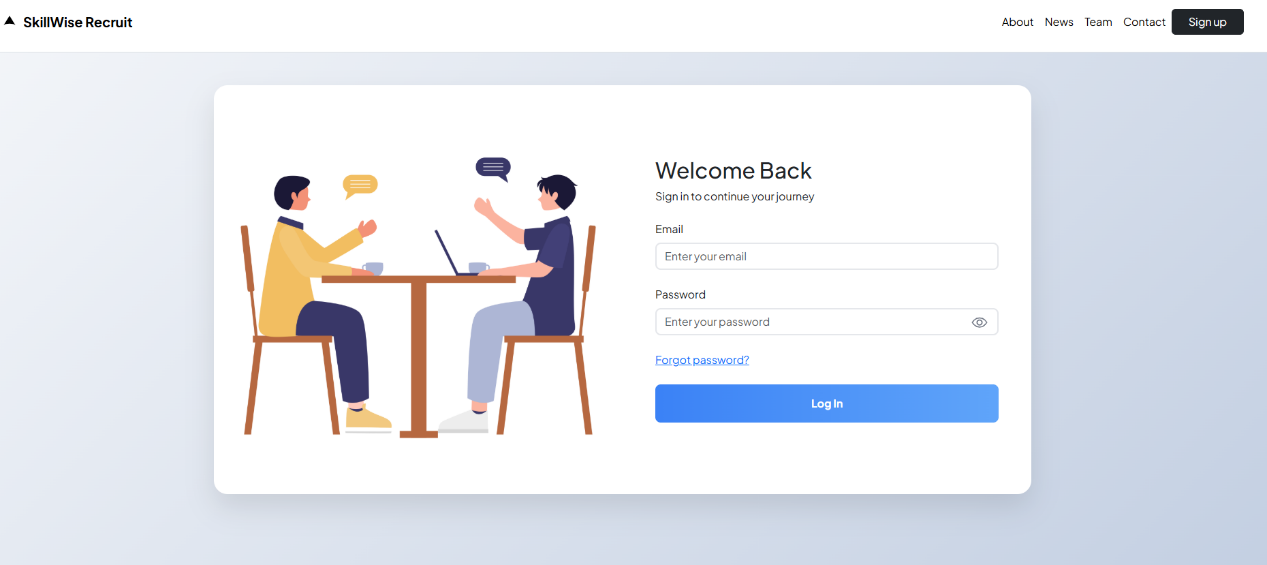 SkillWise Recruit
About News Team Contact Sign up
Welcome Back
Sign in to continue your journey
Email
Enter your email
Password
Enter your password
Forgot password?
Log In